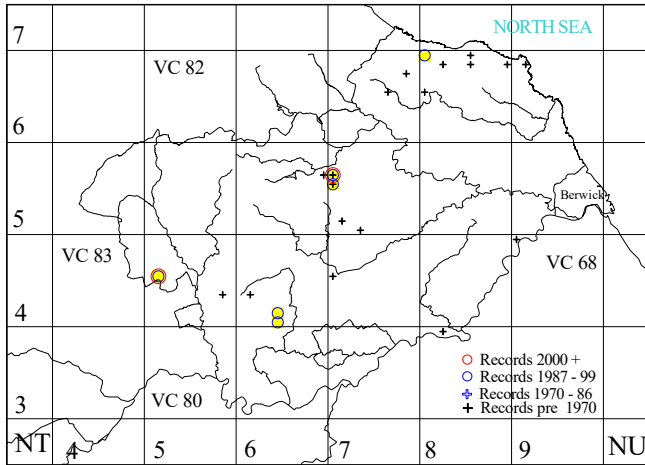 NORTH SEA
7
VC 82
6
Berwick
5
VC 83
VC 68
4
Records 2000 +
Records 1987 - 99
Records 1970 - 86
Records pre 1970
VC 80
3
NT 4 5 6 7 8 9 NU